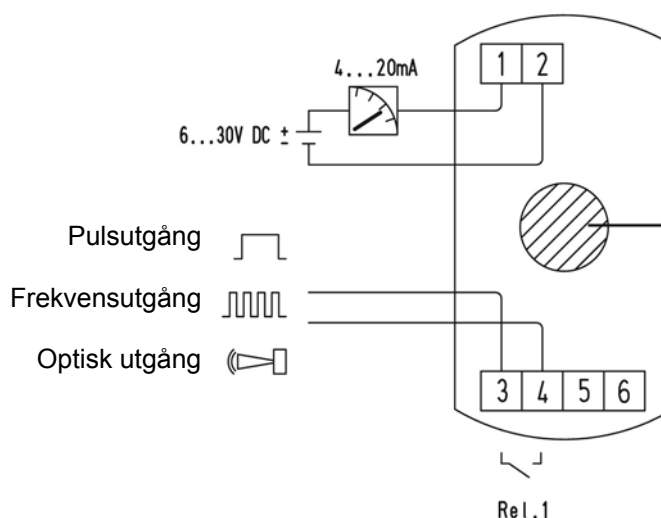 1 2
4...20mA
6...30V DC ±
Pulsutgång
Frekvensutgång
Optisk utgång
3 4 5 6
Rel.1